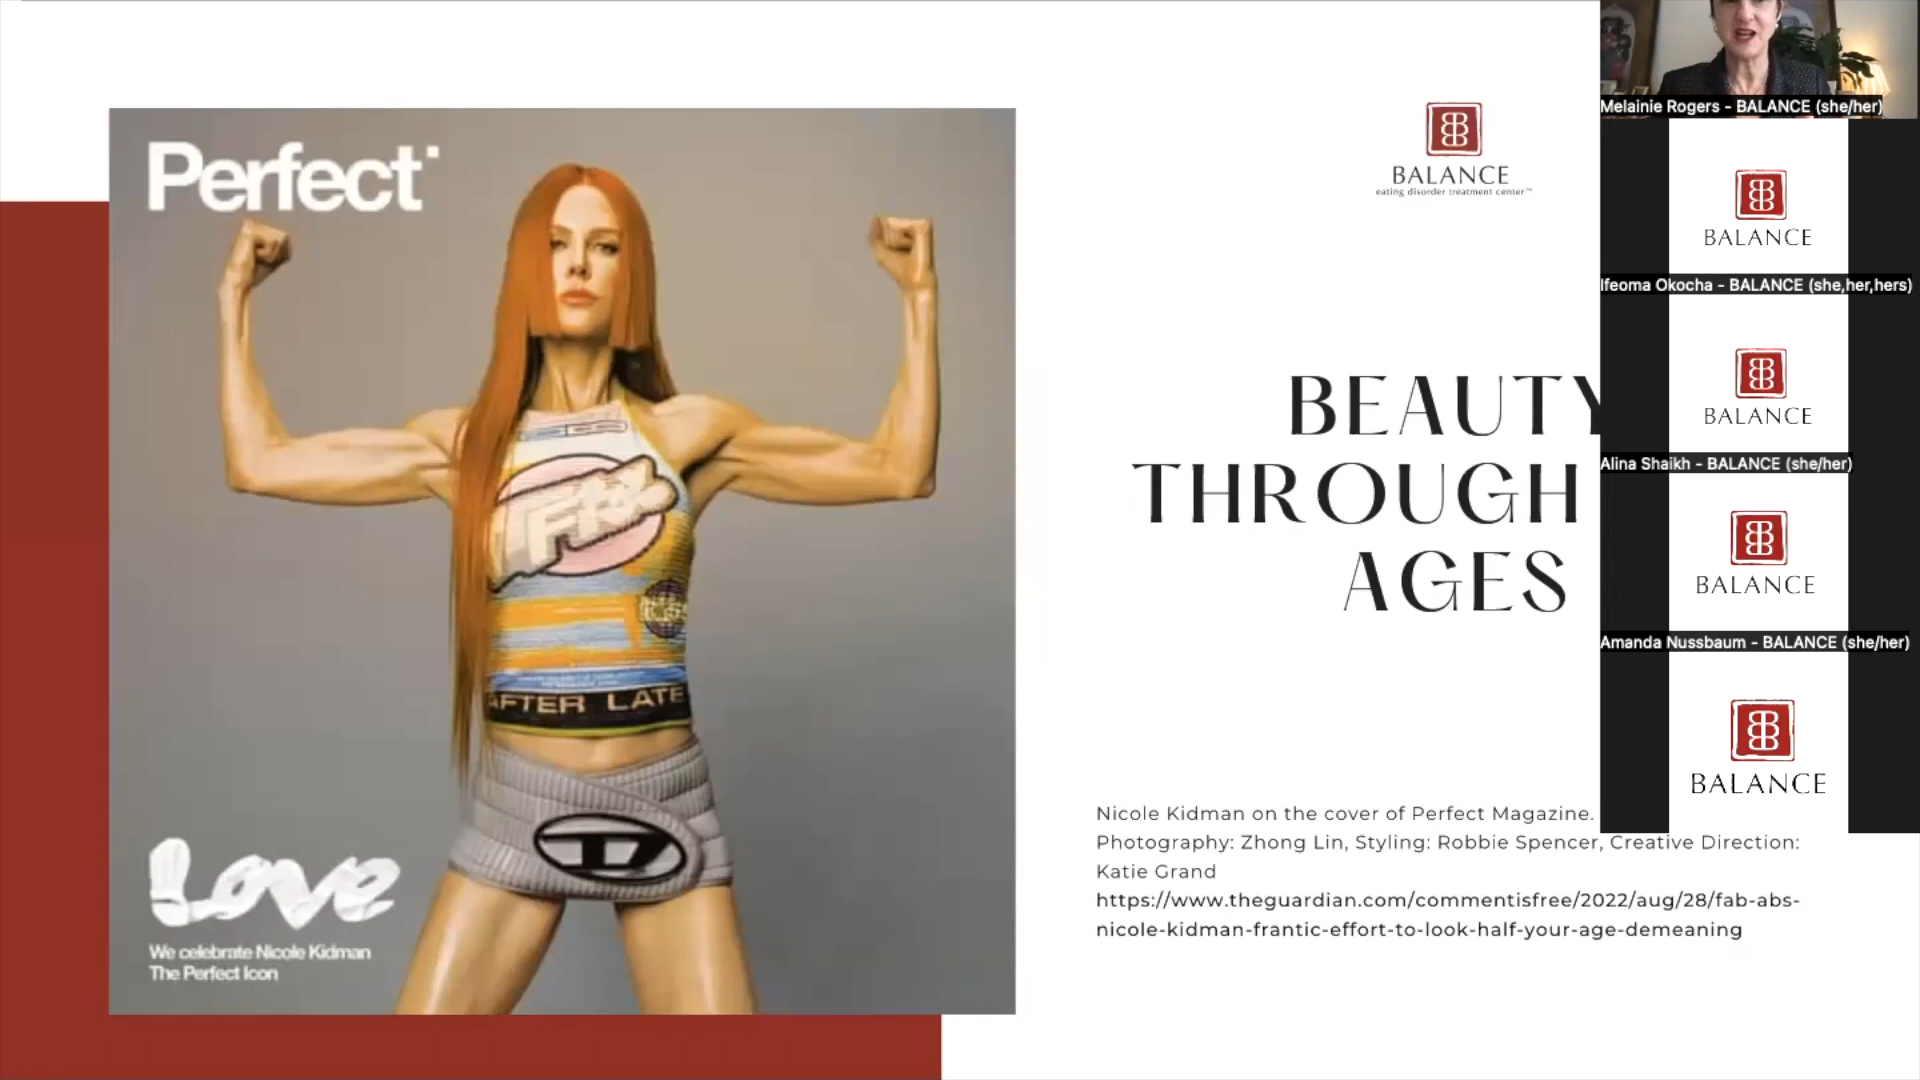 Perfect
Love
We celebrate Nicole Kidman
The Perfect Icon
AFTER LATE
BALANCE
eating disorder treatment center™
BEAUTY
THROUGH
AGES
Nicole Kidman on the cover of Perfect Magazine.
Photography: Zhong Lin, Styling: Robbie Spencer, Creative Direction:
Katie Grand
https://www.theguardian.com/commentisfree/2022/aug/28/fab-abs-
nicole-kidman-frantic-effort-to-look-half-your-age-demeaning
Melainie Rogers - BALANCE (she/her)
BALANCE
Ifeoma Okocha - BALANCE (she,her,hers)
BALANCE
Alina Shaikh - BALANCE (she/her)
BALANCE
Amanda Nussbaum - BALANCE (she/her)
BALANCE